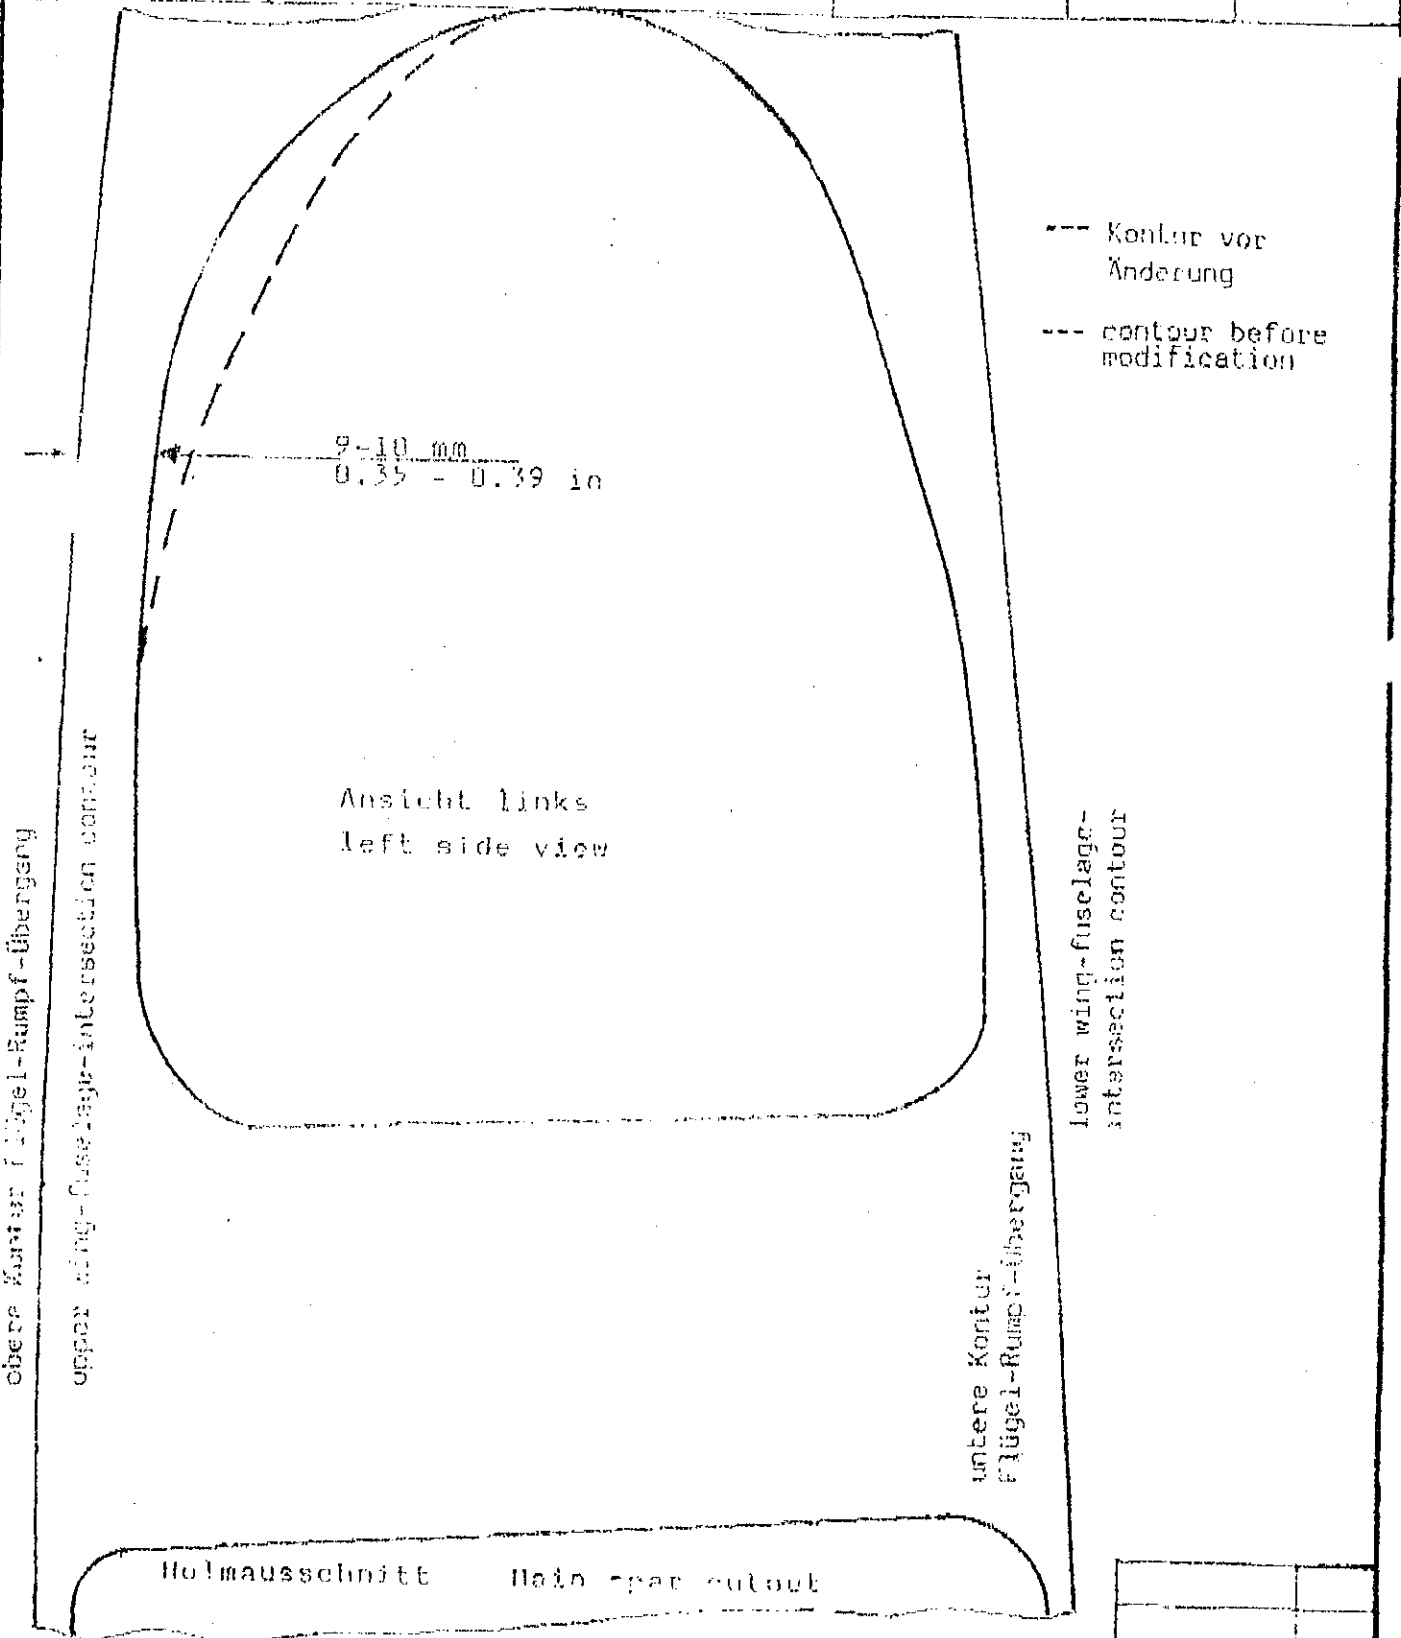 --- Kontur vor
Änderung
--- contour before
modification
9-10 mm
0.35 - 0.39 in
Ansicht links
left side view
obere Kontur Flügel-Rumpf-Übergang
upper wing-fuselage-intersection contour
lower wing-fuselage-
intersection contour
untere Kontur
Flügel-Rumpf-Übergang
Holmausschnitt Main spar cutout